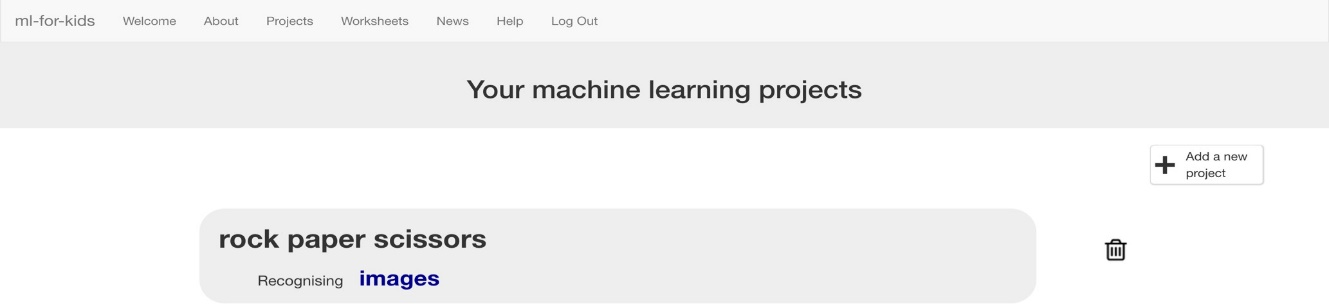 ml-for-kids Welcome About Projects Worksheets News Help Log Out
Your machine learning projects
Add a new
project
rock paper scissors
Recognising images